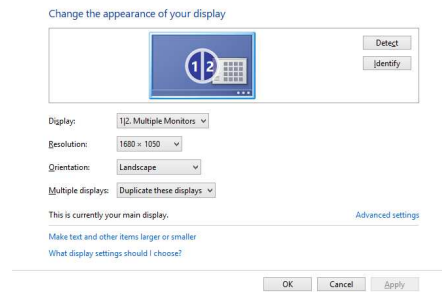 Change the appearance of your display
1|2
Detect
Identify
Display: 1|2. Multiple Monitors
Resolution: 1680 × 1050
Orientation: Landscape
Multiple displays: Duplicate these displays
This is currently your main display. Advanced settings
Make text and other items larger or smaller
What display settings should I choose?
OK Cancel Apply